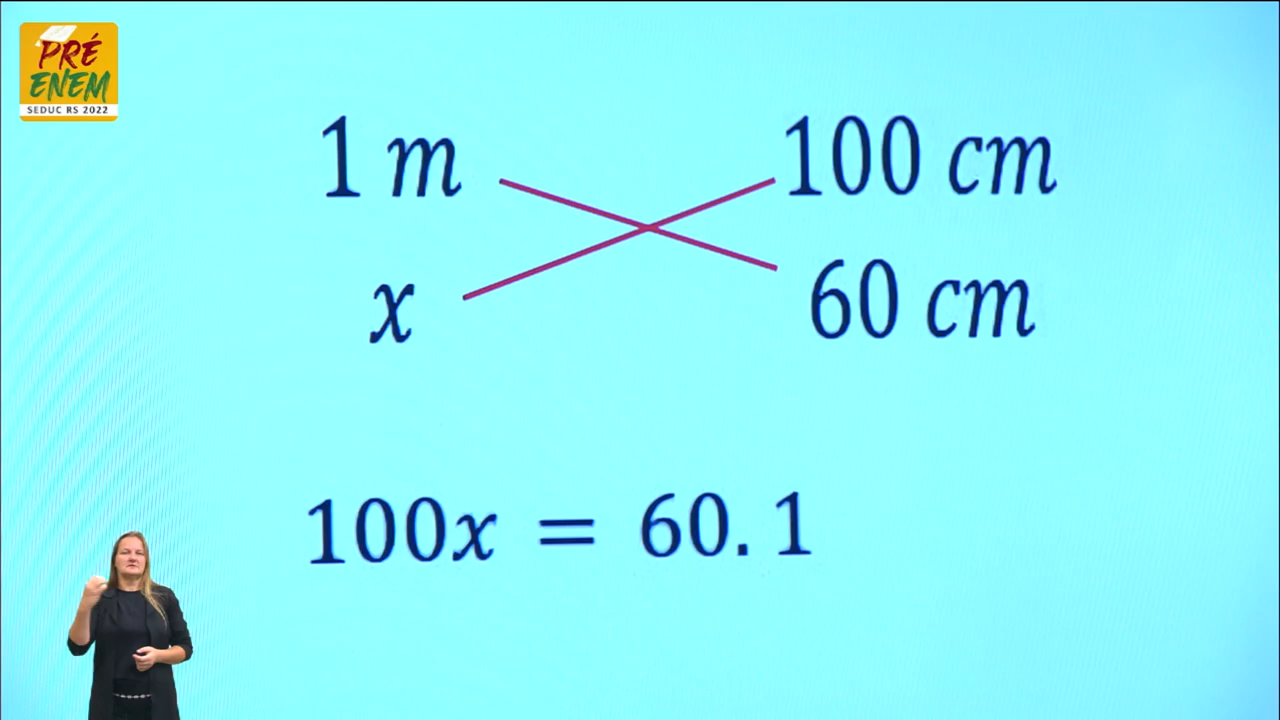 PRÉ
ENEM
SEDUC RS 2022
1 m 100 cm
x 60 cm
100x = 60. 1